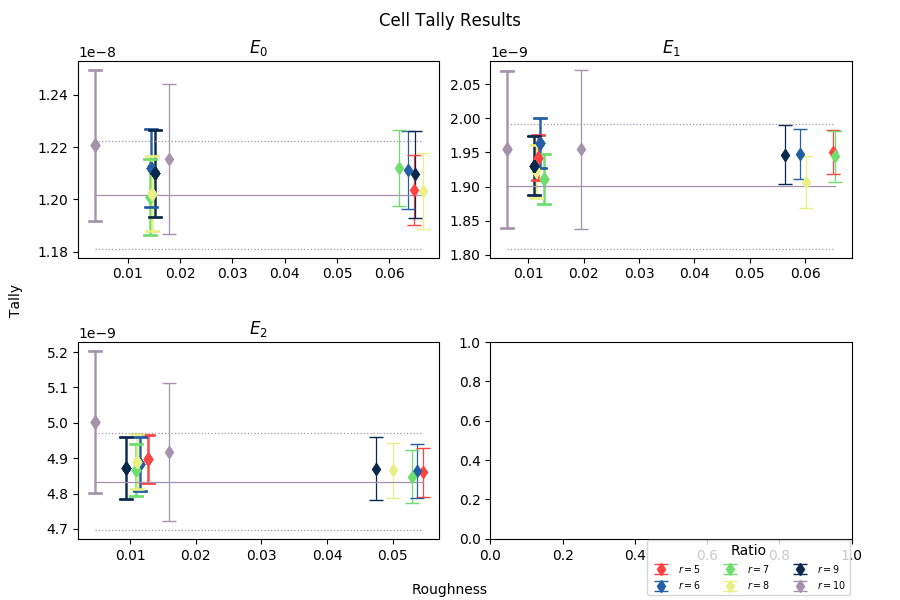 Cell Tally Results
E_0
1e−8
1.24
1.22
1.20
1.18
0.01 0.02 0.03 0.04 0.05 0.06
E_1
1e−9
2.05
2.00
1.95
1.90
1.85
1.80
0.01 0.02 0.03 0.04 0.05 0.06
Tally
E_2
1e−9
5.2
5.1
5.0
4.9
4.8
4.7
0.01 0.02 0.03 0.04 0.05
1.0
0.8
0.6
0.4
0.2
0.0
0.0 0.2 0.4 0.6 0.8 1.0
Roughness
Ratio
r = 5 r = 7 r = 9
r = 6 r = 8 r = 10